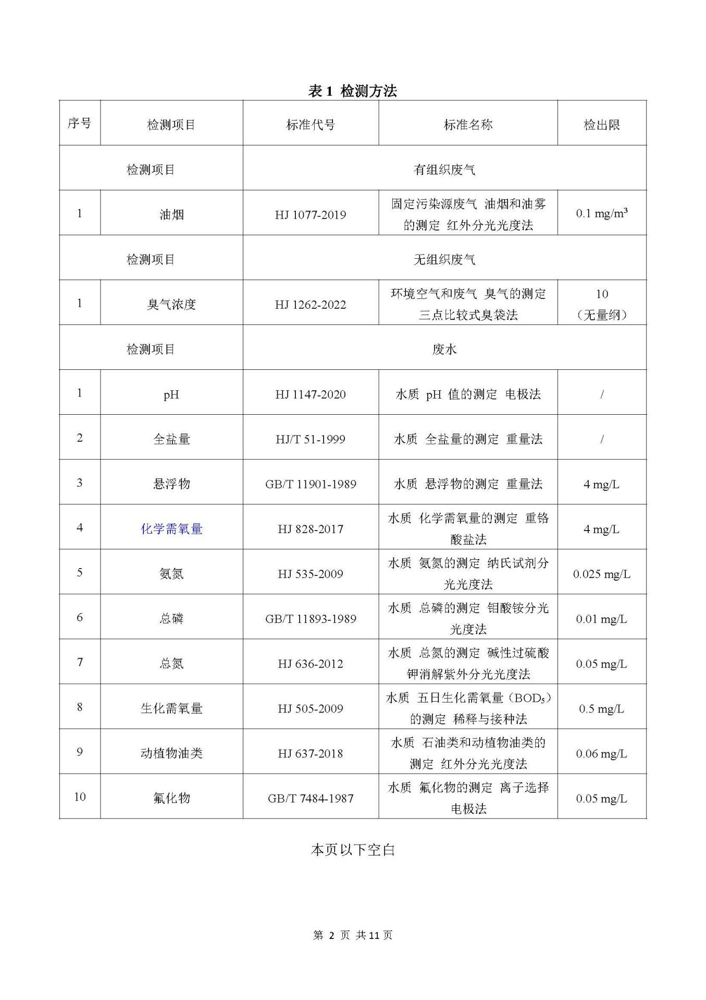 表1 检测方法
序号 检测项目 标准代号 标准名称 检出限
检测项目 有组织废气
1 油烟 HJ 1077-2019 固定污染源废气 油烟和油雾
的测定 红外分光光度法 0.1 mg/m³
检测项目 无组织废气
1 臭气浓度 HJ 1262-2022 环境空气和废气 臭气的测定
三点比较式臭袋法 10
（无量纲）
检测项目 废水
1 pH HJ 1147-2020 水质 pH 值的测定 电极法 /
2 全盐量 HJ/T 51-1999 水质 全盐量的测定 重量法 /
3 悬浮物 GB/T 11901-1989 水质 悬浮物的测定 重量法 4 mg/L
4 化学需氧量 HJ 828-2017 水质 化学需氧量的测定 重铬
酸盐法 4 mg/L
5 氨氮 HJ 535-2009 水质 氨氮的测定 纳氏试剂分
光光度法 0.025 mg/L
6 总磷 GB/T 11893-1989 水质 总磷的测定 钼酸铵分光
光度法 0.01 mg/L
7 总氮 HJ 636-2012 水质 总氮的测定 碱性过硫酸
钾消解紫外分光光度法 0.05 mg/L
8 生化需氧量 HJ 505-2009 水质 五日生化需氧量（BOD₅）
的测定 稀释与接种法 0.5 mg/L
9 动植物油类 HJ 637-2018 水质 石油类和动植物油类的
测定 红外分光光度法 0.06 mg/L
10 氟化物 GB/T 7484-1987 水质 氟化物的测定 离子选择
电极法 0.05 mg/L
本页以下空白
第 2 页 共11页